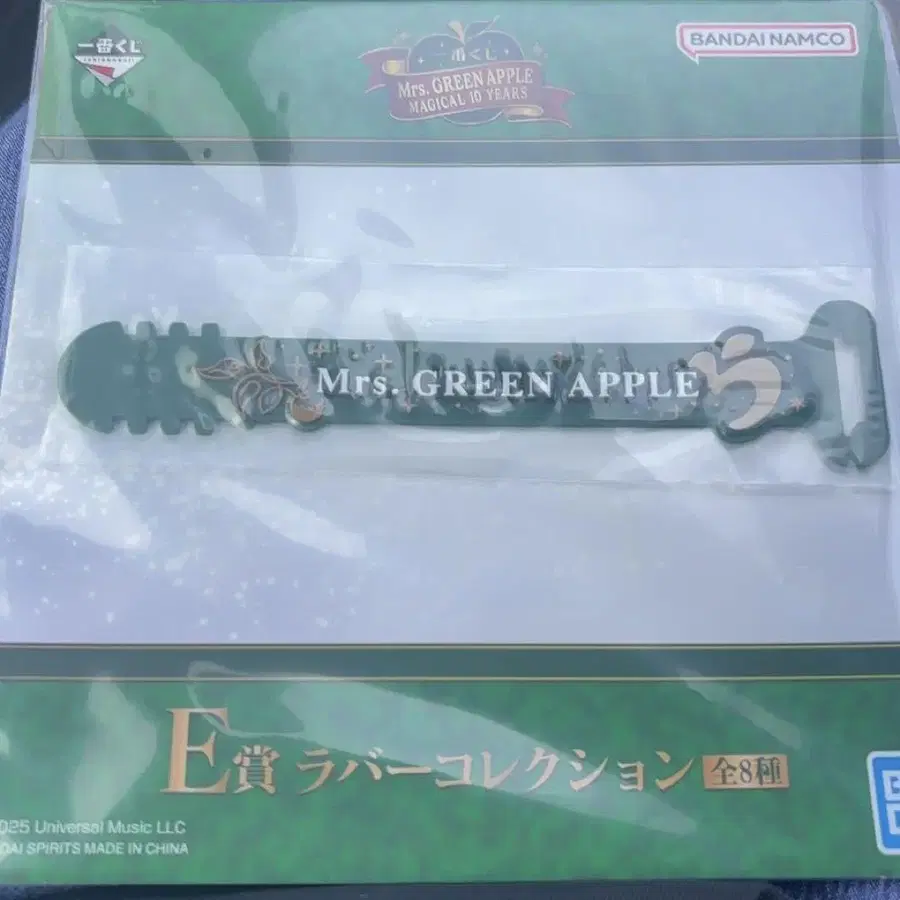 一番くじ
ICHIBANKUJI
BANDAI NAMCO
番くじ
Mrs. GREEN APPLE
MAGICAL 10 YEARS
Mrs. GREEN APPLE
E賞 ラバーコレクション 全8種
025 Universal Music LLC
DAI SPIRITS MADE IN CHINA